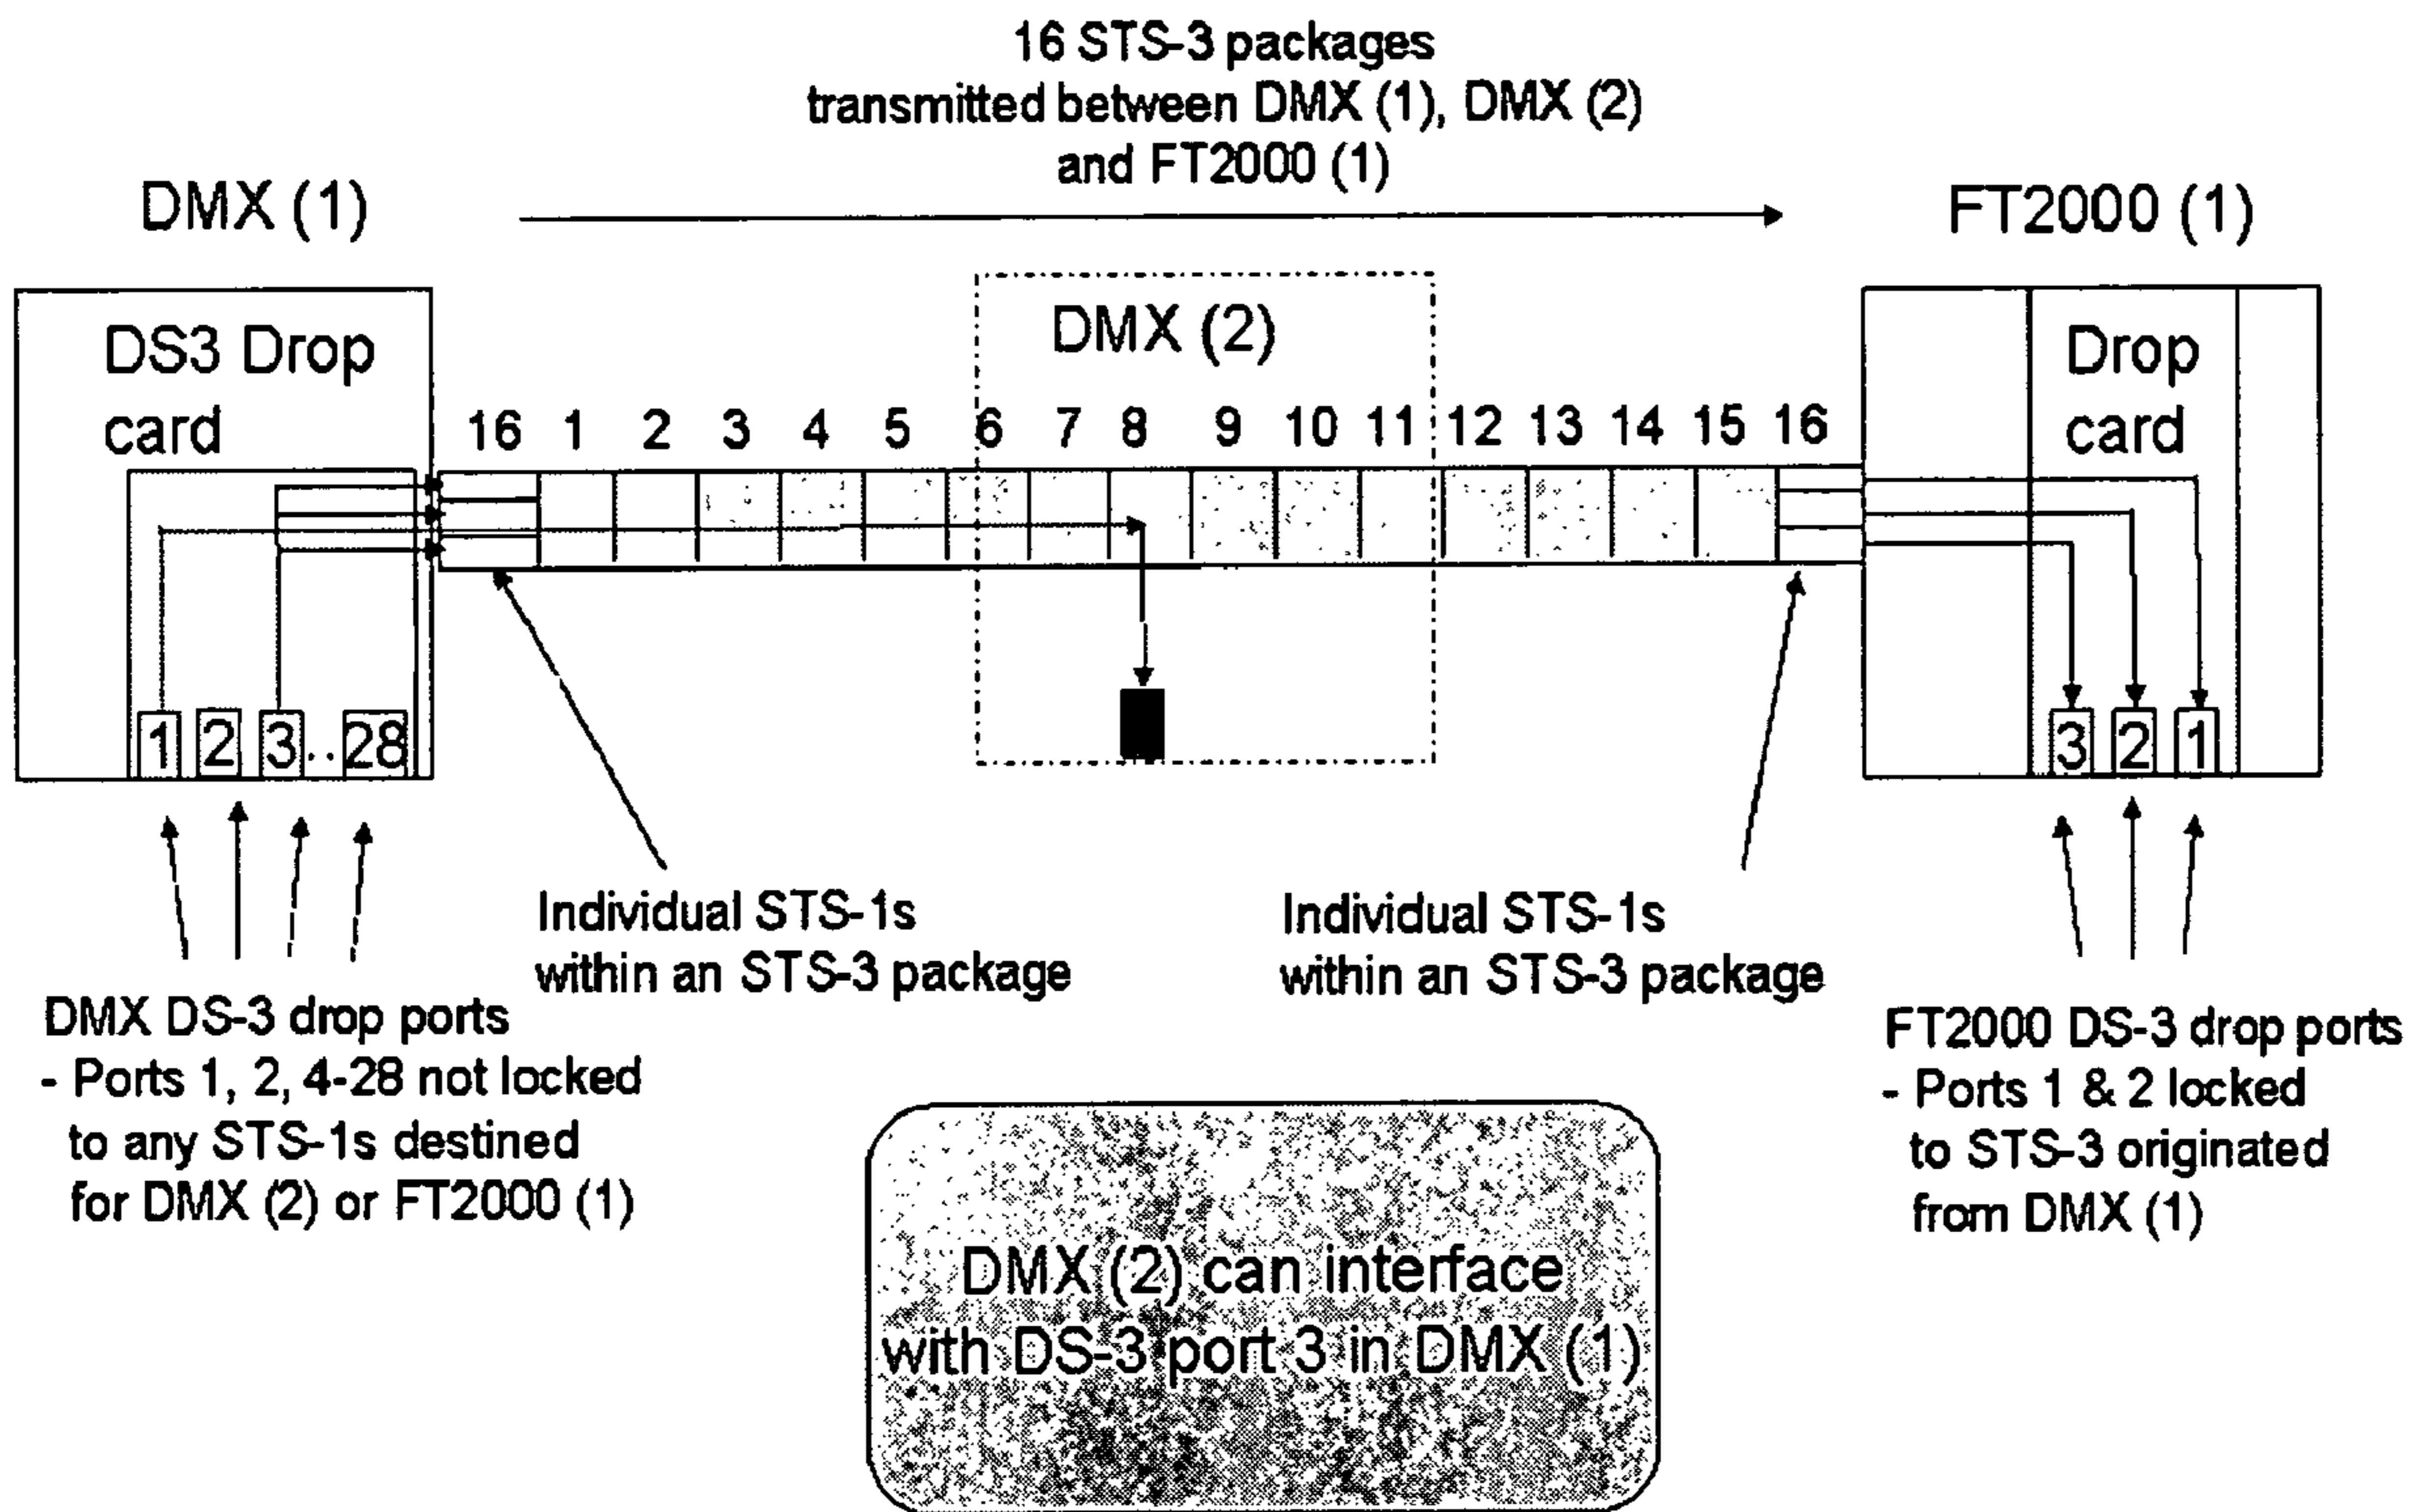 16 STS-3 packages
transmitted between DMX (1), DMX (2)
and FT2000 (1)
DMX (1)
FT2000 (1)
DS3 Drop
card
DMX (2)
Drop
card
16 1 2 3 4 5 6 7 8 9 10 11 12 13 14 15 16
1 2 3 .. 28
3 2 1
Individual STS-1s
within an STS-3 package
Individual STS-1s
within an STS-3 package
DMX DS-3 drop ports
- Ports 1, 2, 4-28 not locked
to any STS-1s destined
for DMX (2) or FT2000 (1)
FT2000 DS-3 drop ports
- Ports 1 & 2 locked
to STS-3 originated
from DMX (1)
DMX (2) can interface
with DS-3 port 3 in DMX (1)